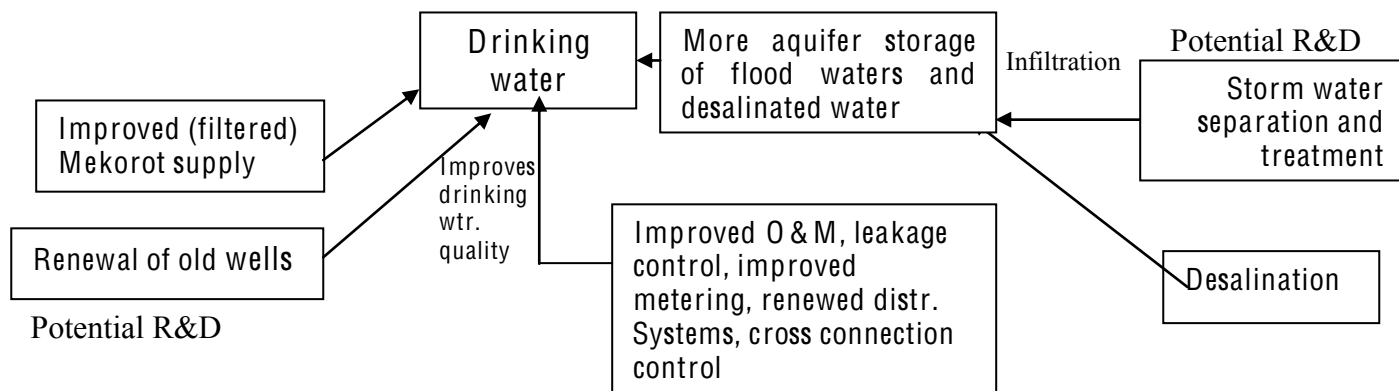 Drinking
water
More aquifer storage
of flood waters and
desalinated water
Infiltration
Potential R&D
Storm water
separation and
treatment
Improved (filtered)
Mekorot supply
Improves
drinking
wtr.
quality
Renewal of old wells
Potential R&D
Improved O & M, leakage
control, improved
metering, renewed distr.
Systems, cross connection
control
Desalination